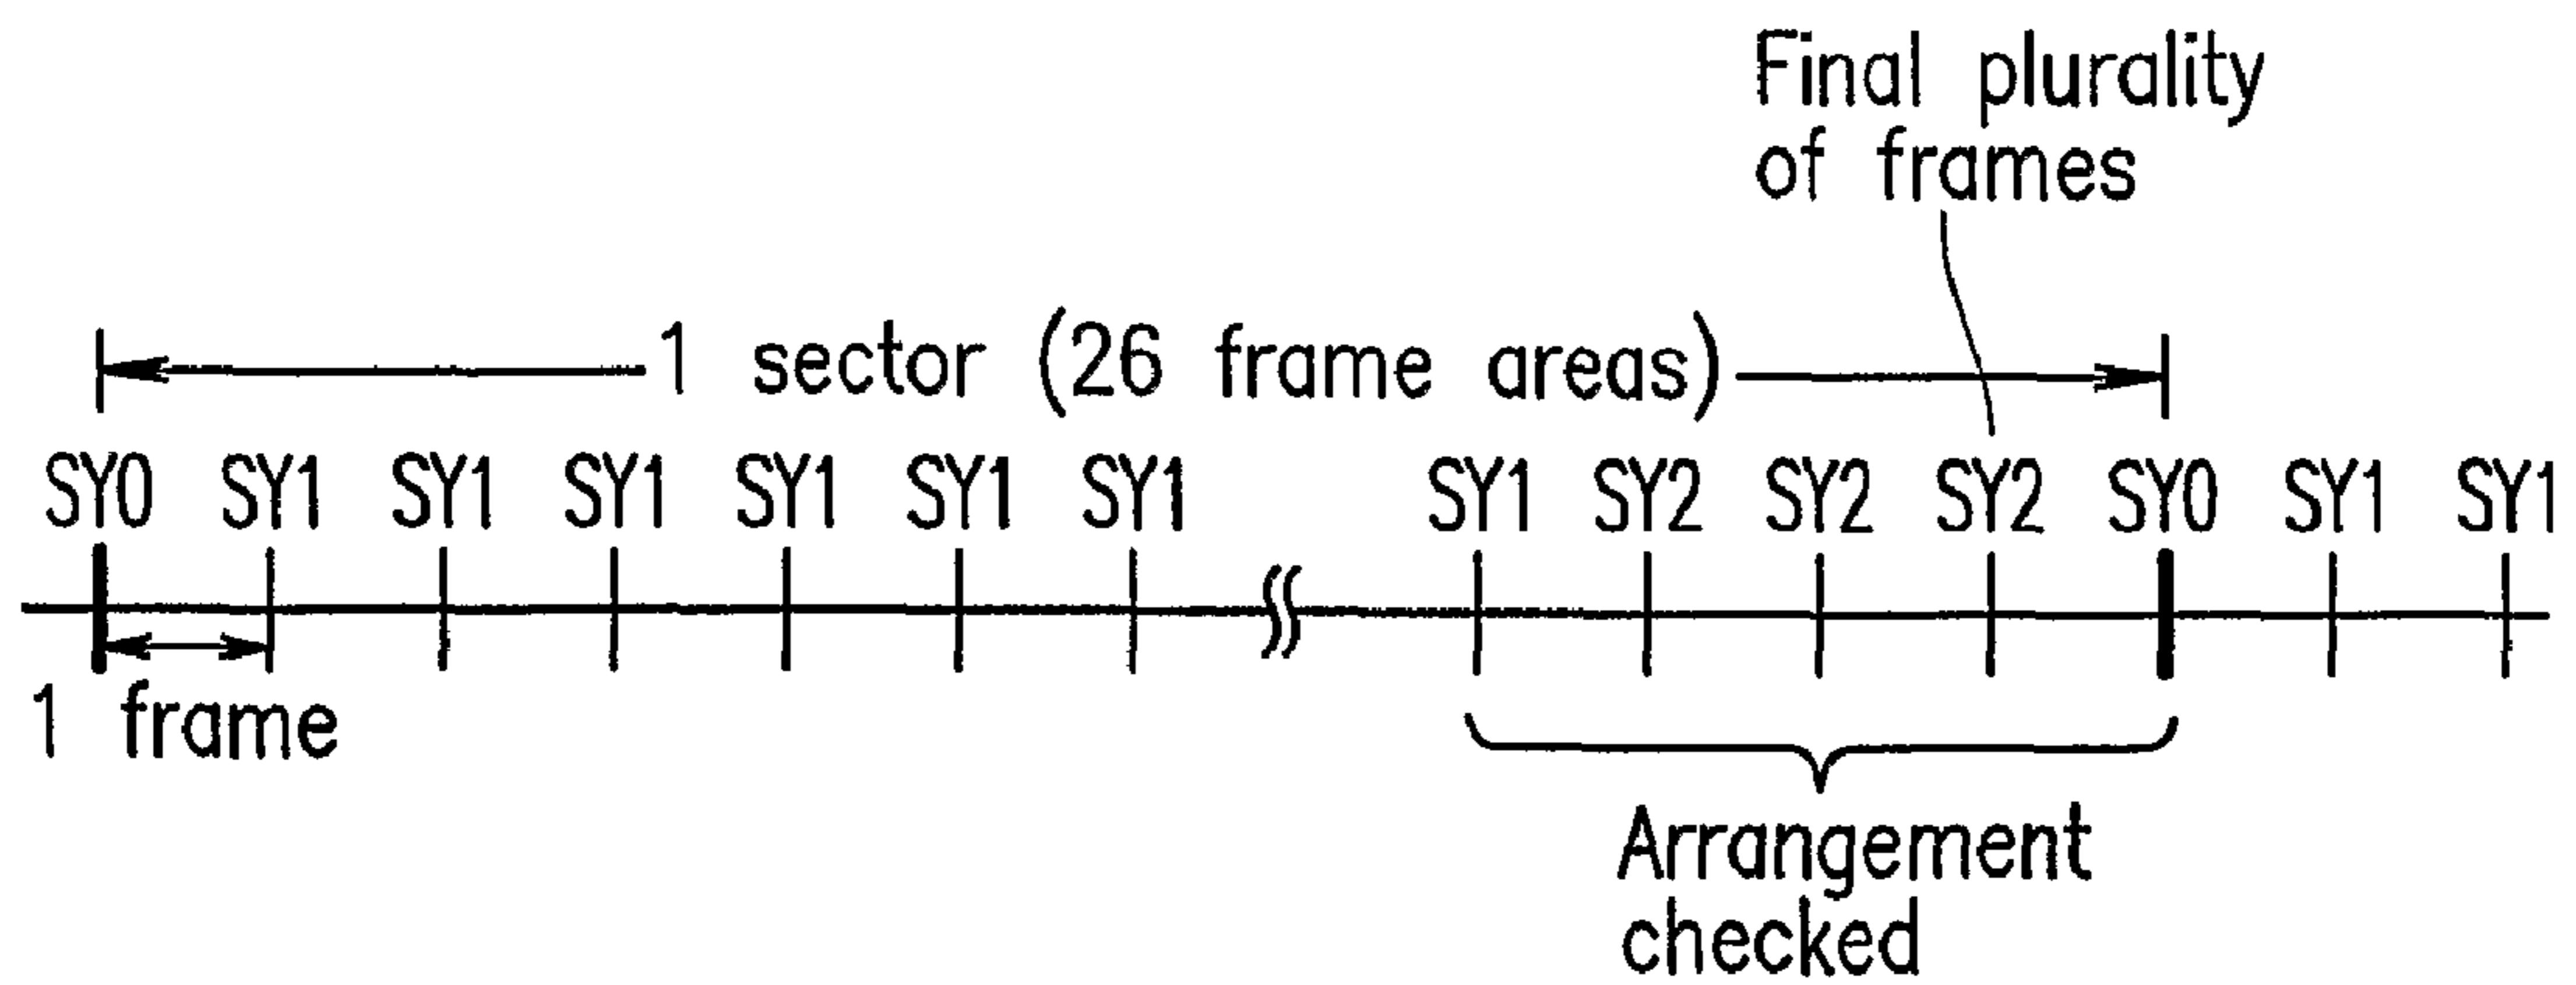 Final plurality
of frames
1 sector (26 frame areas)
SY0 SY1 SY1 SY1 SY1 SY1 SY1 SY1 SY2 SY2 SY2 SY0 SY1 SY1
1 frame
Arrangement
checked